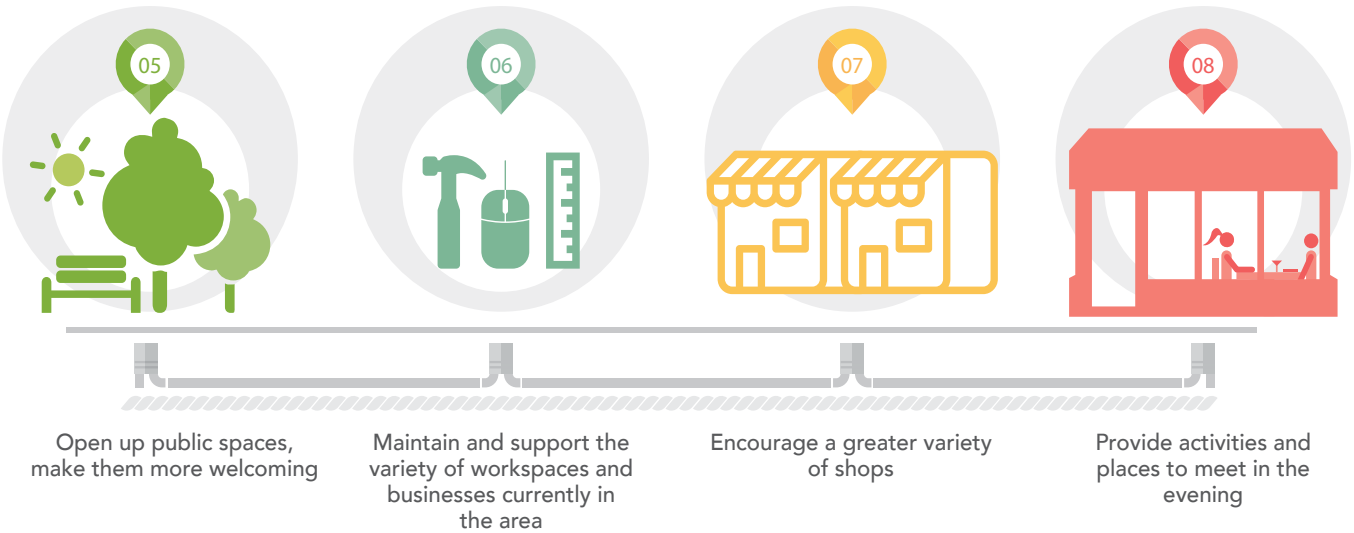 05
06
07
08
Open up public spaces,
make them more welcoming
Maintain and support the
variety of workspaces and
businesses currently in
the area
Encourage a greater variety
of shops
Provide activities and
places to meet in the
evening